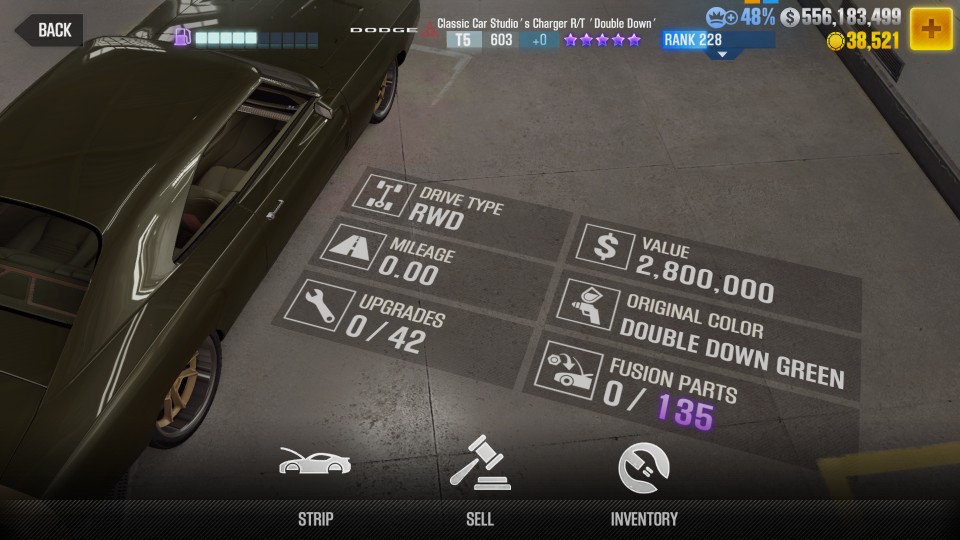 BACK
DODGE
Classic Car Studio's Charger R/T 'Double Down'
T5 603 +0
RANK 228
48% $ 556,183,499
38,521
DRIVE TYPE
RWD
MILEAGE
0.00
UPGRADES
0/42
$ VALUE
2,800,000
ORIGINAL COLOR
DOUBLE DOWN GREEN
FUSION PARTS
0/135
STRIP
SELL
INVENTORY